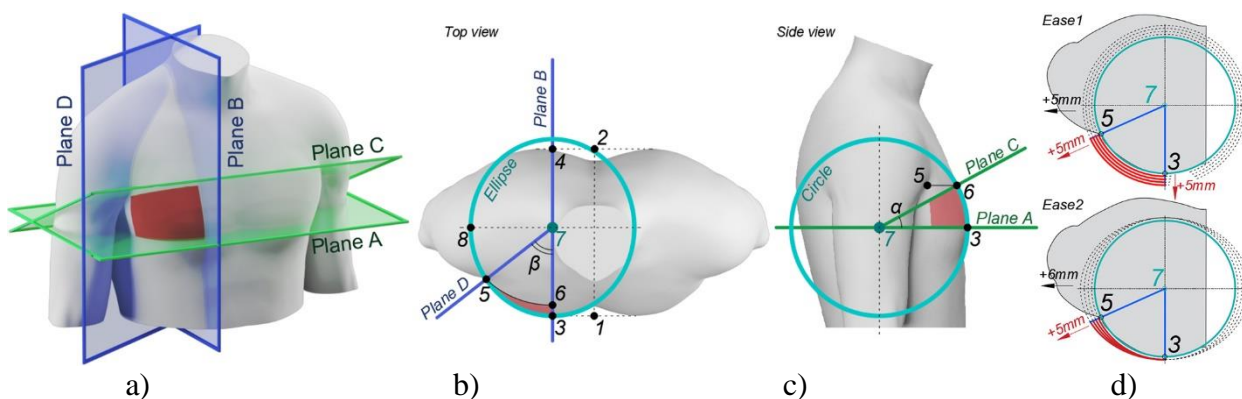 Plane D
Plane B
Plane C
Plane A
a)
Top view
Plane B
2
4
Ellipse
8
7
β
Plane D
5
6
3
1
b)
Side view
Plane C
Circle
5
6
α
Plane A
7
3
c)
Ease1
7
+5mm
5
+5mm
3
+5mm
Ease2
7
+6mm
5
+5mm
3
d)